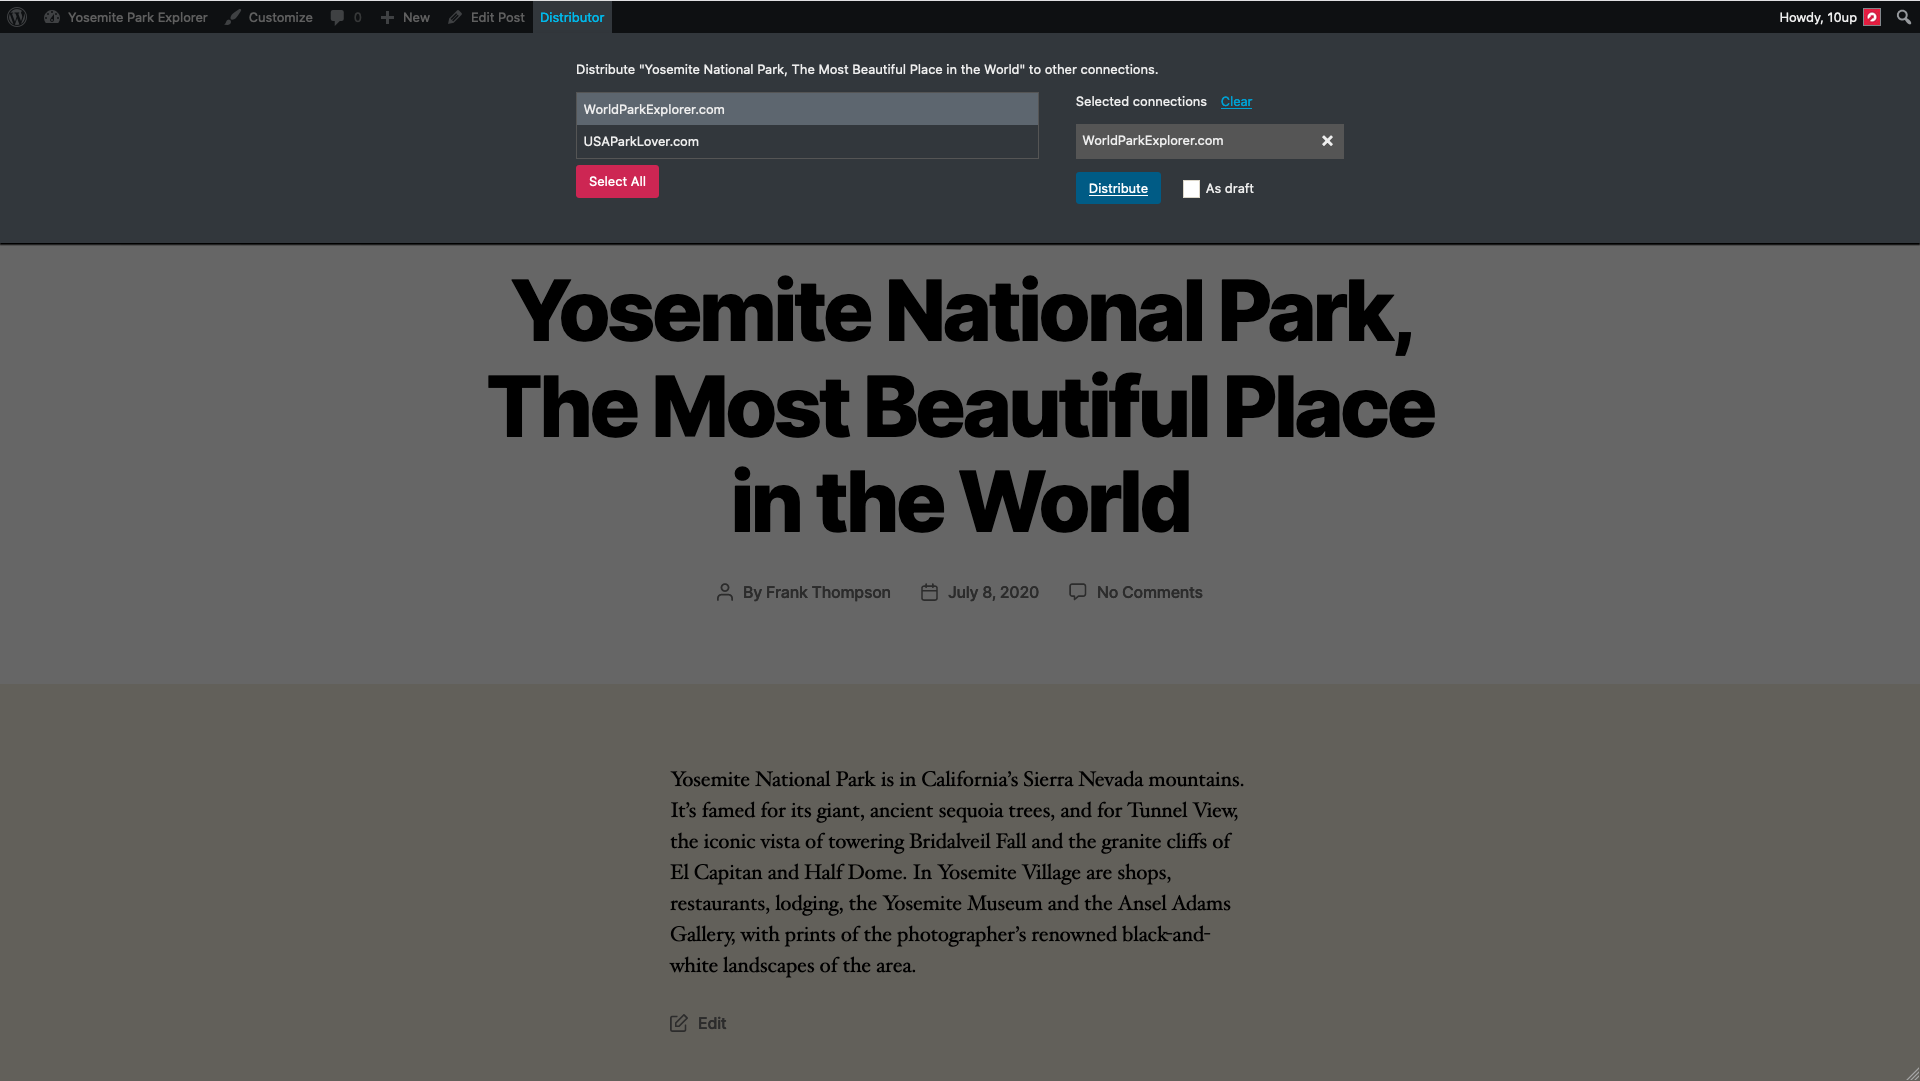 Yosemite Park Explorer Customize 0 New Edit Post Distributor Howdy, 10up
Distribute "Yosemite National Park, The Most Beautiful Place in the World" to other connections.
WorldParkExplorer.com
USAParkLover.com
Select All
Selected connections Clear
WorldParkExplorer.com
Distribute As draft
Yosemite National Park,
The Most Beautiful Place
in the World
By Frank Thompson July 8, 2020 No Comments
Yosemite National Park is in California’s Sierra Nevada mountains.
It’s famed for its giant, ancient sequoia trees, and for Tunnel View,
the iconic vista of towering Bridalveil Fall and the granite cliffs of
El Capitan and Half Dome. In Yosemite Village are shops,
restaurants, lodging, the Yosemite Museum and the Ansel Adams
Gallery, with prints of the photographer’s renowned black-and-
white landscapes of the area.
Edit